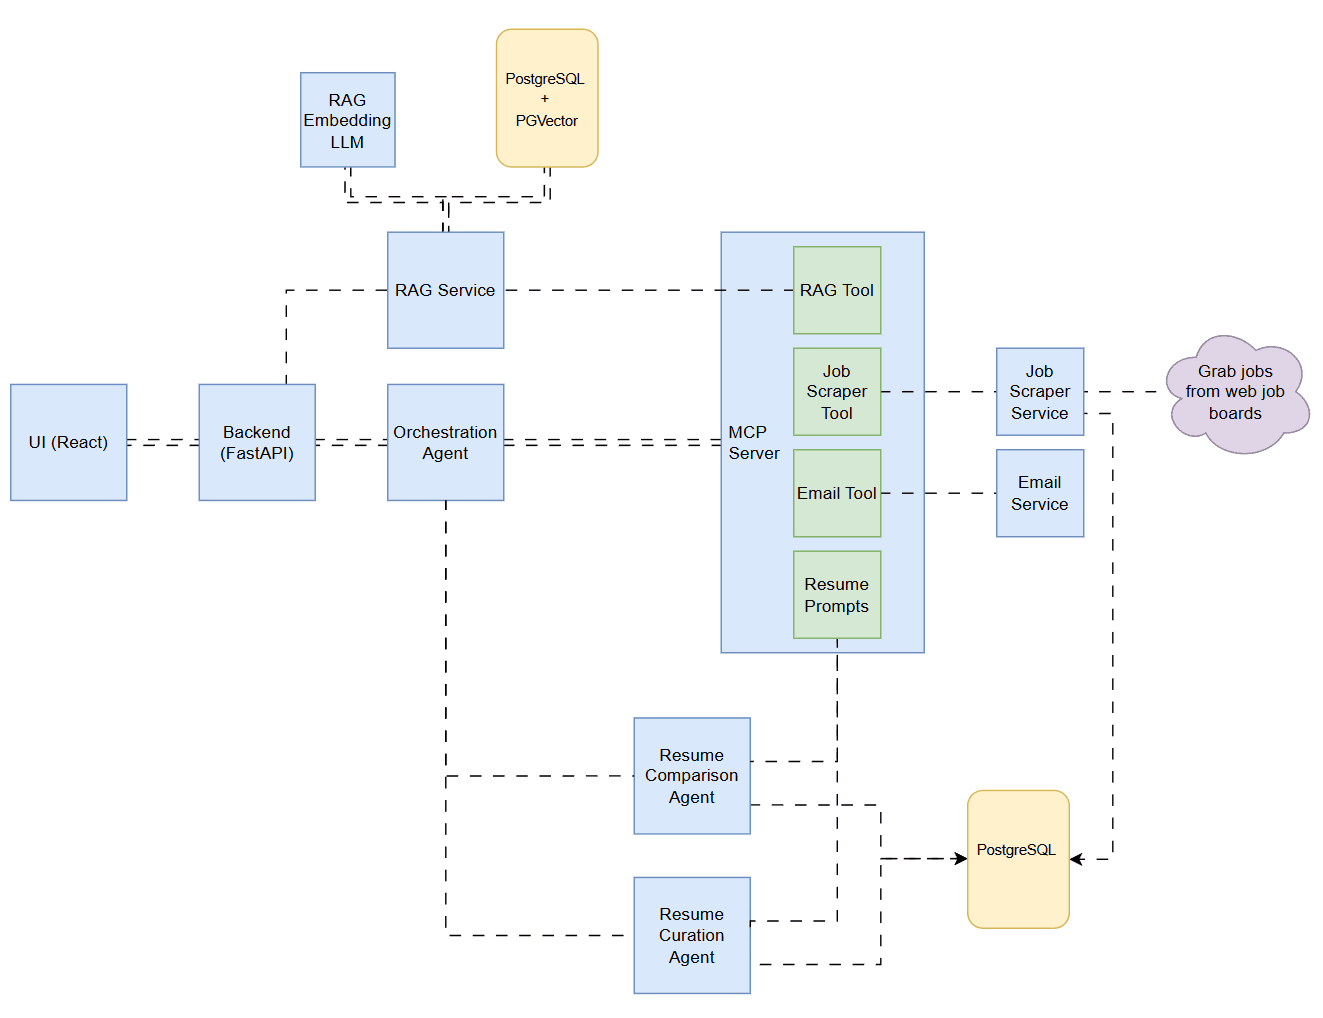 RAG
Embedding
LLM
PostgreSQL
+
PGVector
RAG Service
RAG Tool
Job
Scraper
Tool
Job
Scraper
Service
Grab jobs
from web job
boards
UI (React)
Backend
(FastAPI)
Orchestration
Agent
MCP
Server
Email Tool
Email
Service
Resume
Prompts
Resume
Comparison
Agent
PostgreSQL
Resume
Curation
Agent